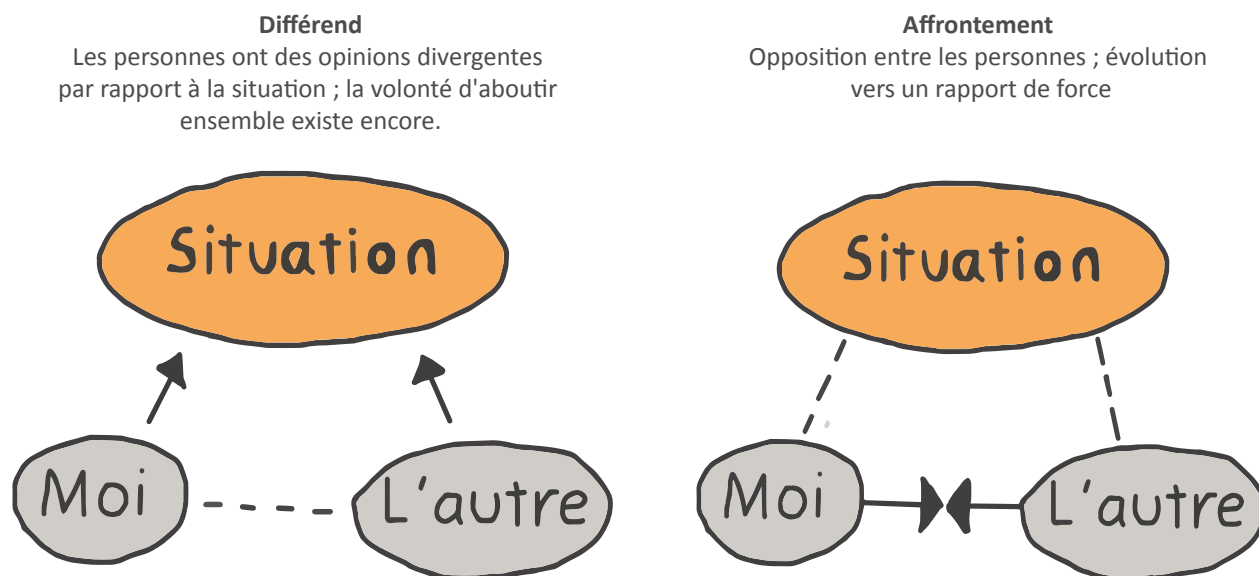 Différend
Les personnes ont des opinions divergentes
par rapport à la situation ; la volonté d'aboutir
ensemble existe encore.
Situation
Moi
L'autre
Affrontement
Opposition entre les personnes ; évolution
vers un rapport de force
Situation
Moi
L'autre